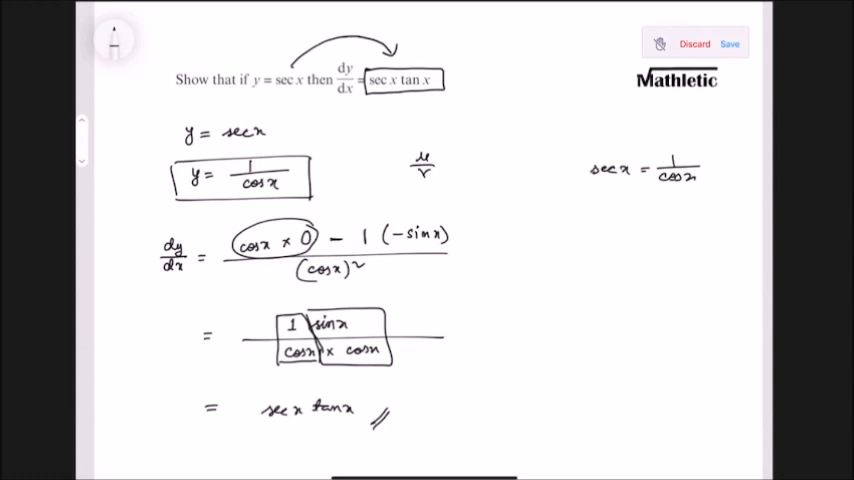 Discard Save
Show that if y = sec x then dy/dx = sec x tan x
Mathletic
y = secx
y = 1/cosx
u/v
secx = 1/cosx
dy/dx = (cosx × 0 - 1 (-sinx))/(cosx)²
= (1 sinx)/(cosx × cosx)
= secx tanx //